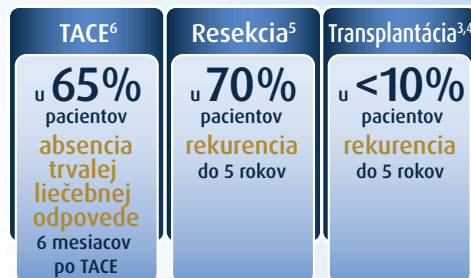 TACE⁶
u 65%
pacientov
absencia
trvalej
liečebnej
odpovede
6 mesiacov
po TACE
Resekcia⁵
u 70%
pacientov
rekurencia
do 5 rokov
Transplantácia³,⁴
u <10%
pacientov
rekurencia
do 5 rokov